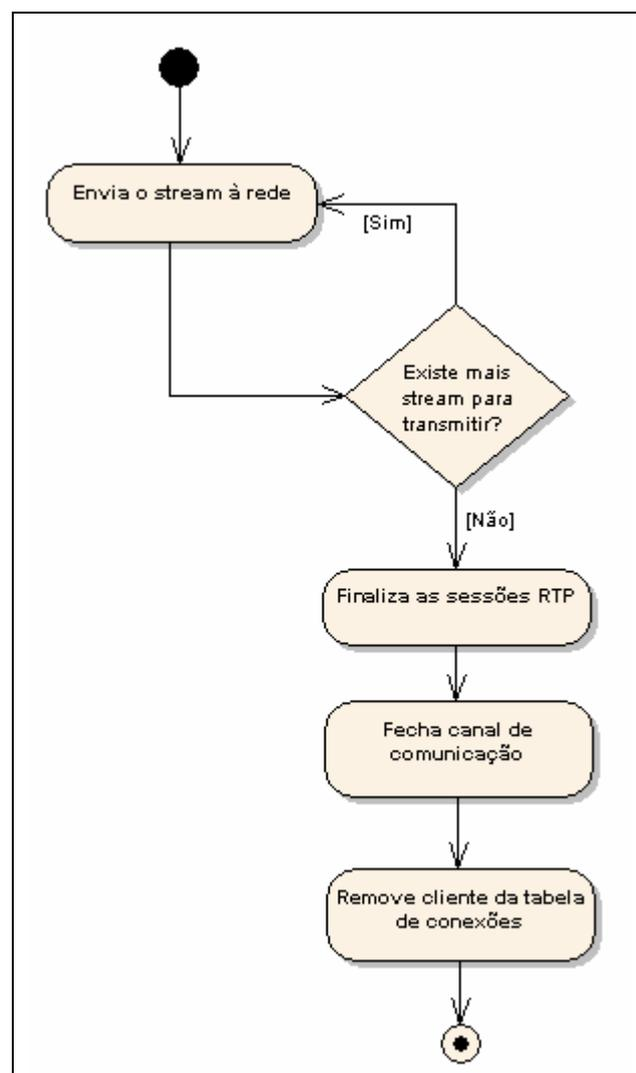 Envia o stream à rede
[Sim]
Existe mais
stream para
transmitir?
[Não]
Finaliza as sessões RTP
Fecha canal de
comunicação
Remove cliente da tabela
de conexões